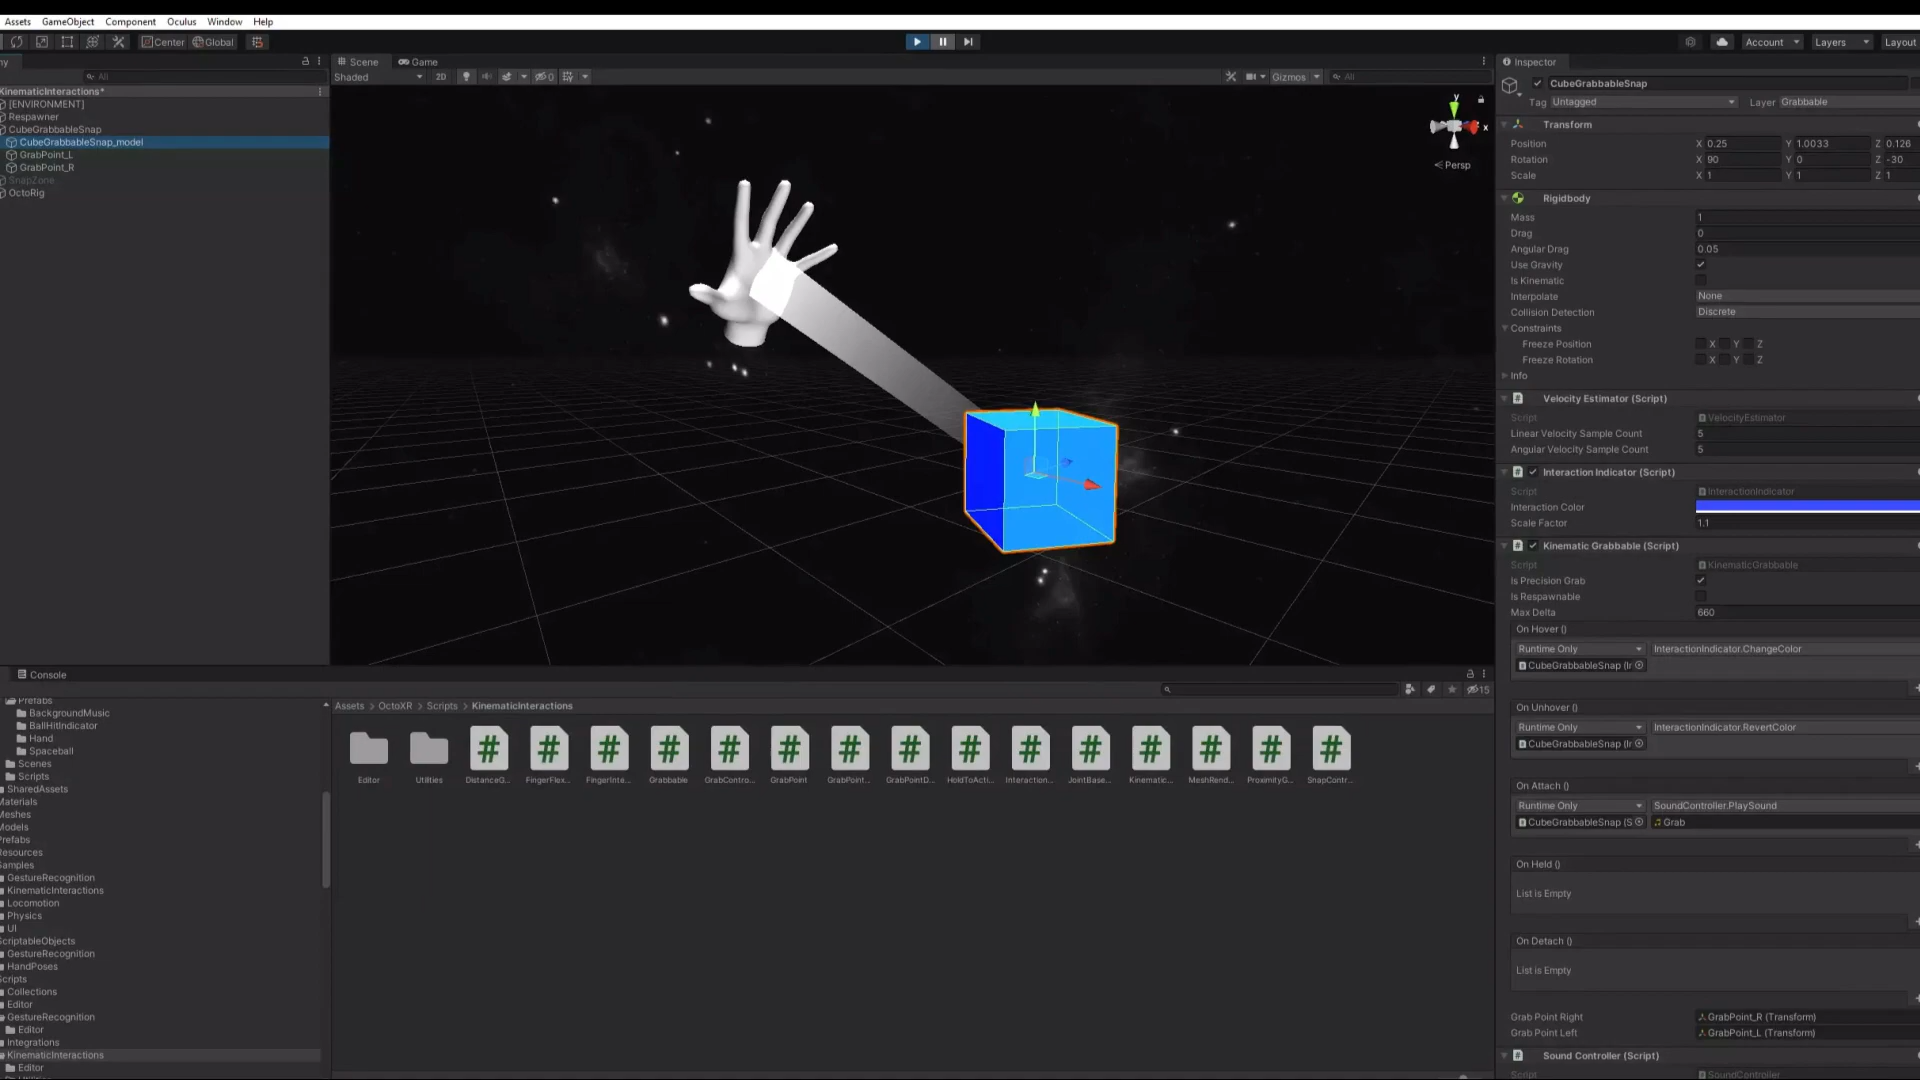 Assets GameObject Component Oculus Window Help
Center Global
Account Layers Layout
Scene Game
Shaded 2D 0 Gizmos All
All
KinematicInteractions*
[ENVIRONMENT]
Respawner
CubeGrabbableSnap
CubeGrabbableSnap_model
GrabPoint_L
GrabPoint_R
SnapZone
OctoRig
y
x
Persp
Inspector
CubeGrabbableSnap
Tag Untagged Layer Grabbable
Transform
Position X 0.25 Y 1.0033 Z 0.126
Rotation X 90 Y 0 Z -30
Scale X 1 Y 1 Z 1
Rigidbody
Mass 1
Drag 0
Angular Drag 0.05
Use Gravity
Is Kinematic
Interpolate None
Collision Detection Discrete
Constraints
Freeze Position X Y Z
Freeze Rotation X Y Z
Info
Velocity Estimator (Script)
Script VelocityEstimator
Linear Velocity Sample Count 5
Angular Velocity Sample Count 5
Interaction Indicator (Script)
Script InteractionIndicator
Interaction Color
Scale Factor 1.1
Kinematic Grabbable (Script)
Script KinematicGrabbable
Is Precision Grab
Is Respawnable
Max Delta 660
On Hover ()
Runtime Only InteractionIndicator.ChangeColor
CubeGrabbableSnap (Ir
On Unhover ()
Runtime Only InteractionIndicator.RevertColor
CubeGrabbableSnap (Ir
On Attach ()
Runtime Only SoundController.PlaySound
CubeGrabbableSnap (S Grab
On Held ()
List is Empty
On Detach ()
List is Empty
Grab Point Right GrabPoint_R (Transform)
Grab Point Left GrabPoint_L (Transform)
Sound Controller (Script)
Script SoundController
Console
15
Prefabs
BackgroundMusic
BallHitIndicator
Hand
Spaceball
Scenes
Scripts
SharedAssets
Materials
Meshes
Models
Prefabs
Resources
Samples
GestureRecognition
KinematicInteractions
Locomotion
Physics
UI
ScriptableObjects
GestureRecognition
HandPoses
Scripts
Collections
Editor
GestureRecognition
Editor
Integrations
KinematicInteractions
Editor
Assets > OctoXR > Scripts > KinematicInteractions
Editor Utilities DistanceG... FingerFlex... FingerInte... Grabbable GrabContro... GrabPoint GrabPoint... GrabPointD... HoldToActi... Interaction... JointBase... Kinematic... MeshRend... ProximityG... SnapContr...